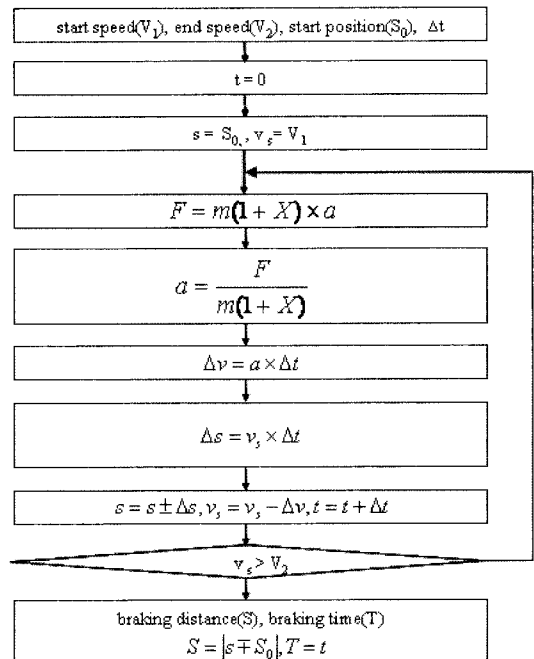 start speed(V₁), end speed(V₂), start position(S₀), Δt
t = 0
s = S₀, vₛ = V₁
F = m(1 + X) × a
a = F / m(1 + X)
Δv = a × Δt
Δs = vₛ × Δt
s = s ± Δs, vₛ = vₛ − Δv, t = t + Δt
vₛ > V₂
braking distance(S), braking time(T)
S = |s ∓ S₀|, T = t